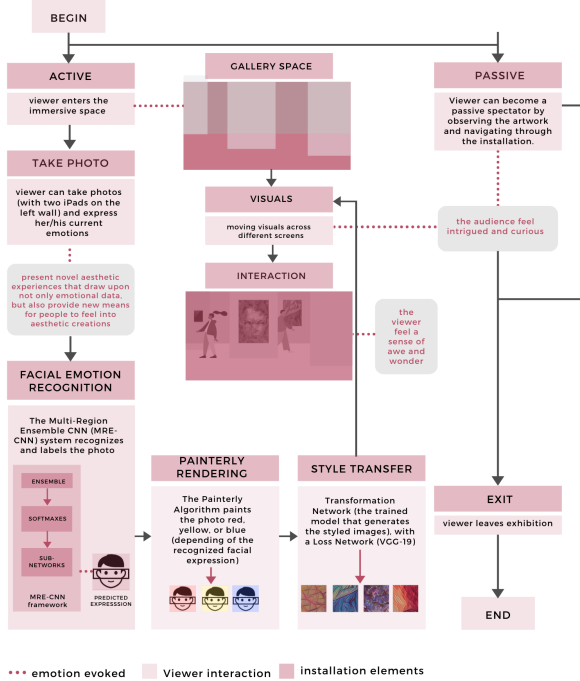 BEGIN
ACTIVE
viewer enters the
immersive space
TAKE PHOTO
viewer can take photos
(with two iPads on the
left wall) and express
her/his current
emotions
present novel aesthetic
experiences that draw upon
not only emotional data,
but also provide new means
for people to feel into
aesthetic creations
FACIAL EMOTION
RECOGNITION
The Multi-Region
Ensemble CNN (MRE-
CNN) system recognizes
and labels the photo
ENSEMBLE
SOFTMAXES
SUB-
NETWORKS
MRE-CNN
framework
PREDICTED
EXPRESSSION
GALLERY SPACE
VISUALS
moving visuals across
different screens
INTERACTION
the
viewer
feel a
sense of
awe and
wonder
PAINTERLY
RENDERING
The Painterly
Algorithm paints
the photo red,
yellow, or blue
(depending of the
recognized facial
expression)
STYLE TRANSFER
Transformation
Network (the trained
model that generates
the styled images), with
a Loss Network (VGG-19)
PASSIVE
Viewer can become a
passive spectator by
observing the artwork
and navigating through
the installation.
the audience feel
intrigued and curious
EXIT
viewer leaves exhibition
END
emotion evoked
Viewer interaction
installation elements